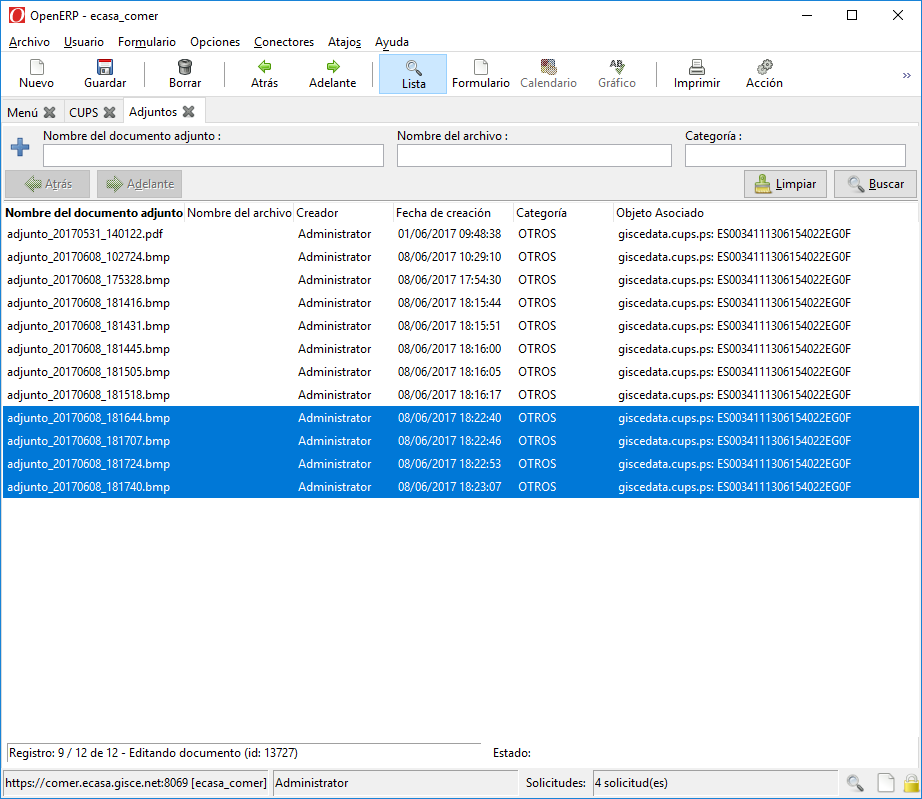 OpenERP - ecasa_comer
Archivo Usuario Formulario Opciones Conectores Atajos Ayuda
Nuevo Guardar Borrar Atrás Adelante Lista Formulario Calendario Gráfico Imprimir Acción »
Menú CUPS Adjuntos
Nombre del documento adjunto : Nombre del archivo : Categoría :
Atrás Adelante Limpiar Buscar
Nombre del documento adjunto Nombre del archivo Creador Fecha de creación Categoría Objeto Asociado
adjunto_20170531_140122.pdf Administrator 01/06/2017 09:48:38 OTROS giscedata.cups.ps: ES0034111306154022EG0F
adjunto_20170608_102724.bmp Administrator 08/06/2017 10:29:10 OTROS giscedata.cups.ps: ES0034111306154022EG0F
adjunto_20170608_175328.bmp Administrator 08/06/2017 17:54:30 OTROS giscedata.cups.ps: ES0034111306154022EG0F
adjunto_20170608_181416.bmp Administrator 08/06/2017 18:15:44 OTROS giscedata.cups.ps: ES0034111306154022EG0F
adjunto_20170608_181431.bmp Administrator 08/06/2017 18:15:51 OTROS giscedata.cups.ps: ES0034111306154022EG0F
adjunto_20170608_181445.bmp Administrator 08/06/2017 18:16:00 OTROS giscedata.cups.ps: ES0034111306154022EG0F
adjunto_20170608_181505.bmp Administrator 08/06/2017 18:16:05 OTROS giscedata.cups.ps: ES0034111306154022EG0F
adjunto_20170608_181518.bmp Administrator 08/06/2017 18:16:17 OTROS giscedata.cups.ps: ES0034111306154022EG0F
adjunto_20170608_181644.bmp Administrator 08/06/2017 18:22:40 OTROS giscedata.cups.ps: ES0034111306154022EG0F
adjunto_20170608_181707.bmp Administrator 08/06/2017 18:22:46 OTROS giscedata.cups.ps: ES0034111306154022EG0F
adjunto_20170608_181724.bmp Administrator 08/06/2017 18:22:53 OTROS giscedata.cups.ps: ES0034111306154022EG0F
adjunto_20170608_181740.bmp Administrator 08/06/2017 18:23:07 OTROS giscedata.cups.ps: ES0034111306154022EG0F
Registro: 9 / 12 de 12 - Editando documento (id: 13727) Estado:
https://comer.ecasa.gisce.net:8069 [ecasa_comer] Administrator Solicitudes: 4 solicitud(es)